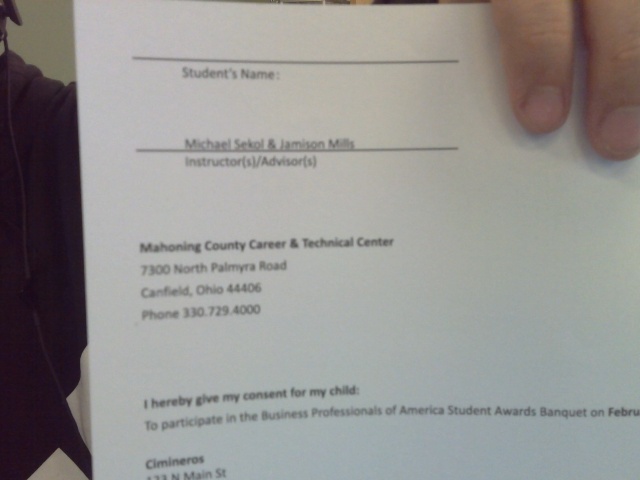 Student's Name:
Michael Sekol & Jamison Mills
Instructor(s)/Advisor(s)
Mahoning County Career & Technical Center
7300 North Palmyra Road
Canfield, Ohio 44406
Phone 330.729.4000
I hereby give my consent for my child:
To participate in the Business Professionals of America Student Awards Banquet on Febru
Cimineros
123 N Main St